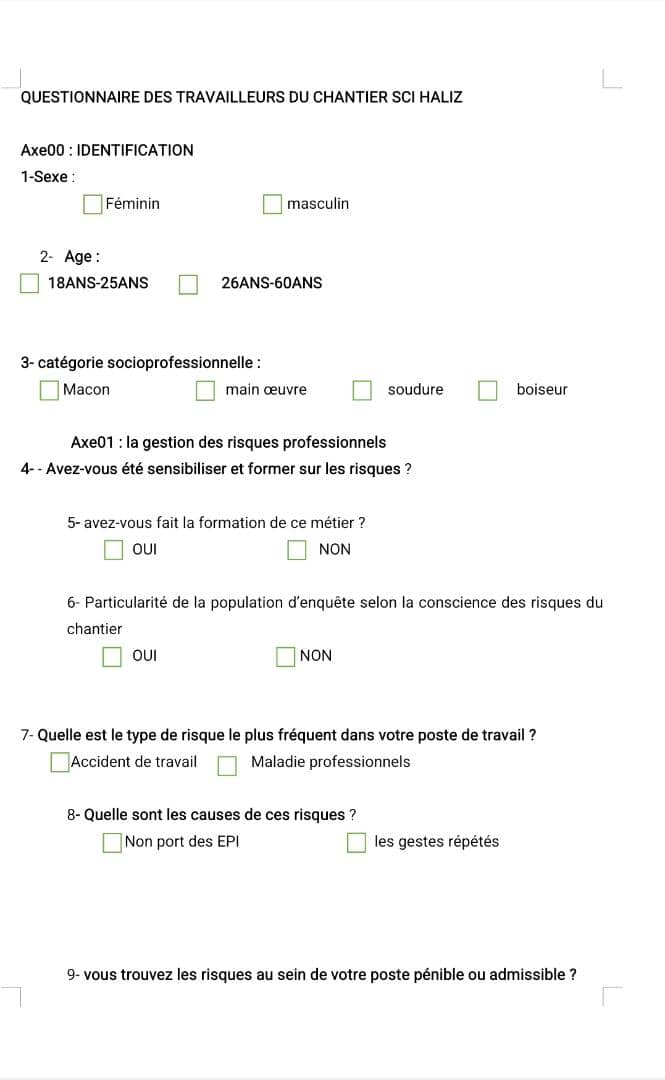 QUESTIONNAIRE DES TRAVAILLEURS DU CHANTIER SCI HALIZ
Axe00 : IDENTIFICATION
1-Sexe :
Féminin masculin
2- Age :
18ANS-25ANS 26ANS-60ANS
3- catégorie socioprofessionnelle :
Macon main œuvre soudure boiseur
Axe01 : la gestion des risques professionnels
4- - Avez-vous été sensibiliser et former sur les risques ?
5- avez-vous fait la formation de ce métier ?
OUI NON
6- Particularité de la population d’enquête selon la conscience des risques du
chantier
OUI NON
7- Quelle est le type de risque le plus fréquent dans votre poste de travail ?
Accident de travail Maladie professionnels
8- Quelle sont les causes de ces risques ?
Non port des EPI les gestes répétés
9- vous trouvez les risques au sein de votre poste pénible ou admissible ?